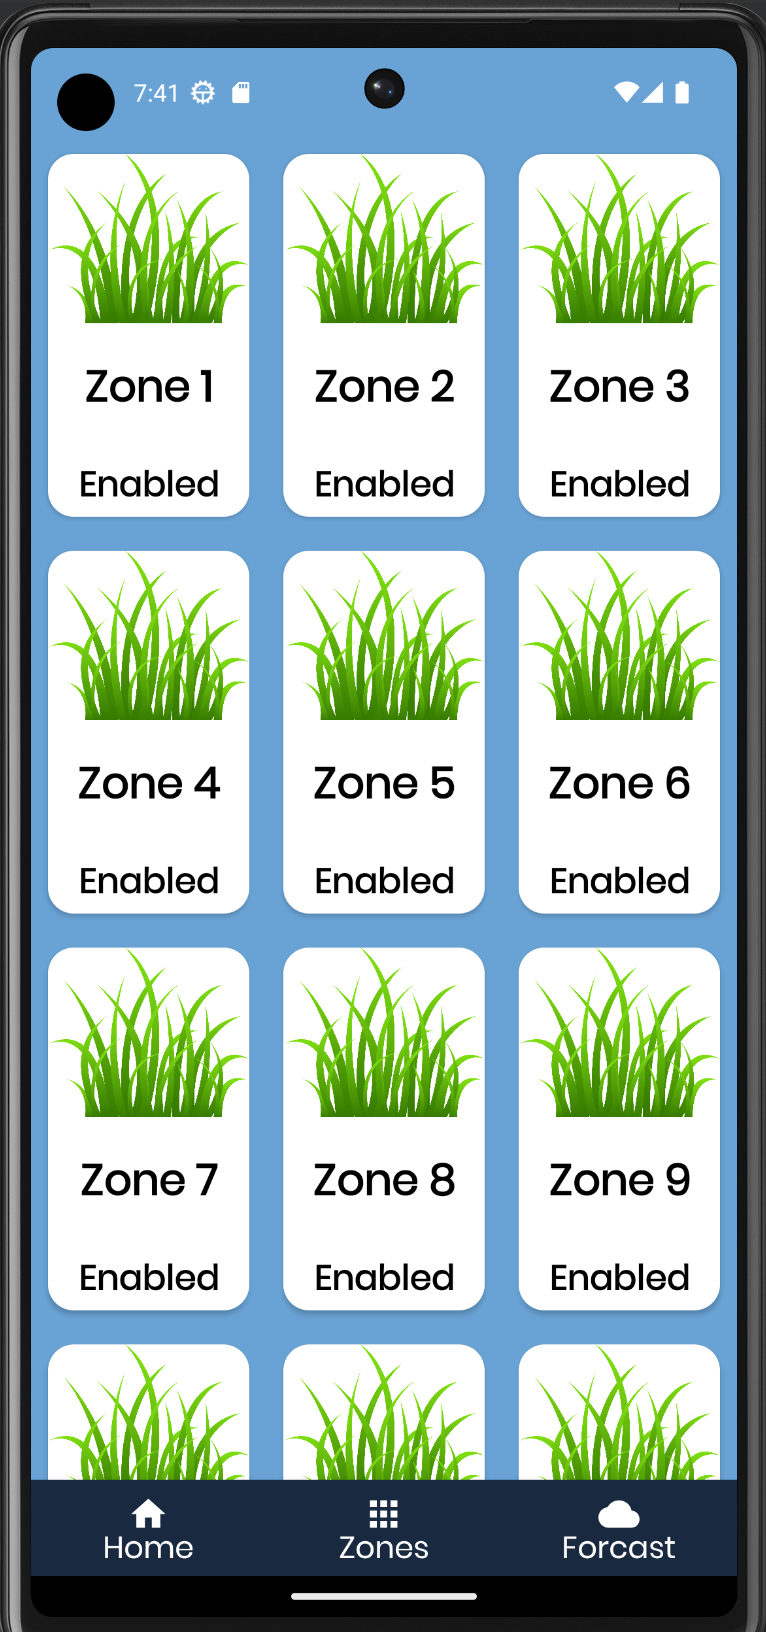 7:41
Zone 1 Zone 2 Zone 3
Enabled Enabled Enabled
Zone 4 Zone 5 Zone 6
Enabled Enabled Enabled
Zone 7 Zone 8 Zone 9
Enabled Enabled Enabled
Home Zones Forcast